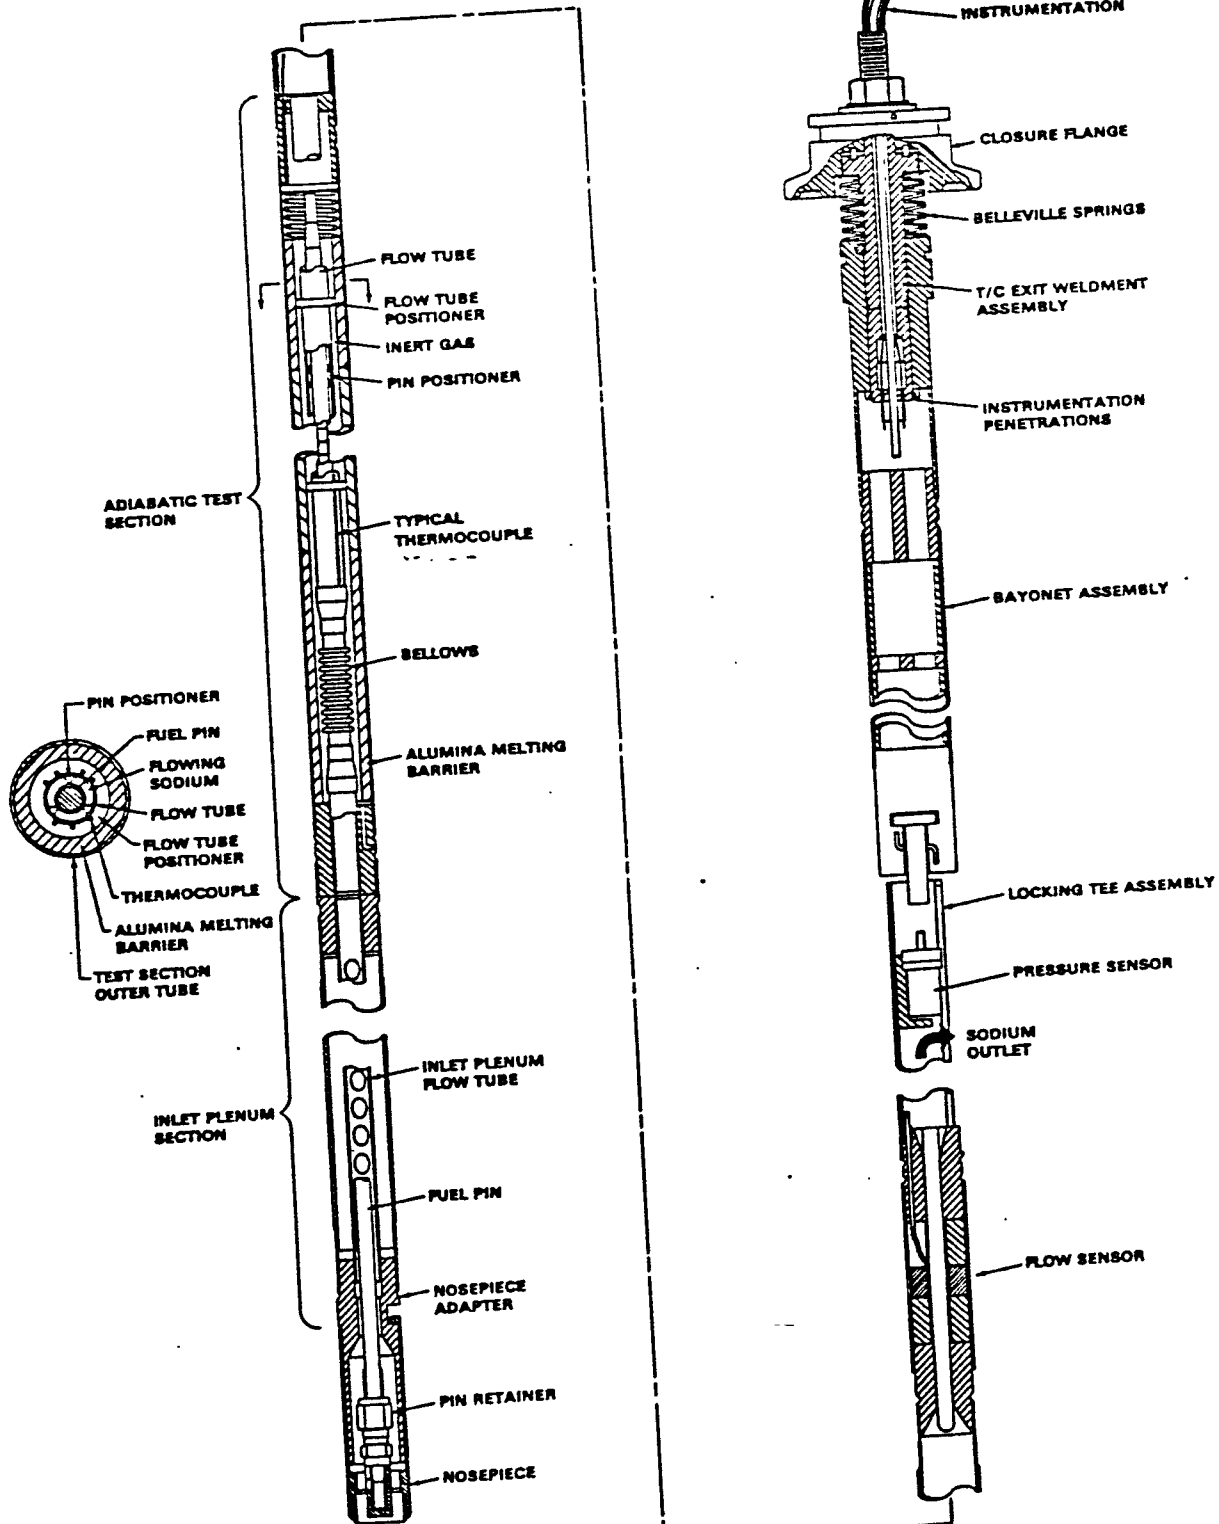 INSTRUMENTATION
CLOSURE FLANGE
BELLEVILLE SPRINGS
T/C EXIT WELDMENT
ASSEMBLY
INSTRUMENTATION
PENETRATIONS
BAYONET ASSEMBLY
LOCKING TEE ASSEMBLY
PRESSURE SENSOR
SODIUM
OUTLET
FLOW SENSOR
FLOW TUBE
FLOW TUBE
POSITIONER
INERT GAS
PIN POSITIONER
ADIABATIC TEST
SECTION
TYPICAL
THERMOCOUPLE
BELLOWS
ALUMINA MELTING
BARRIER
PIN POSITIONER
FUEL PIN
FLOWING
SODIUM
FLOW TUBE
FLOW TUBE
POSITIONER
THERMOCOUPLE
ALUMINA MELTING
BARRIER
TEST SECTION
OUTER TUBE
INLET PLENUM
FLOW TUBE
INLET PLENUM
SECTION
FUEL PIN
NOSEPIECE
ADAPTER
PIN RETAINER
NOSEPIECE